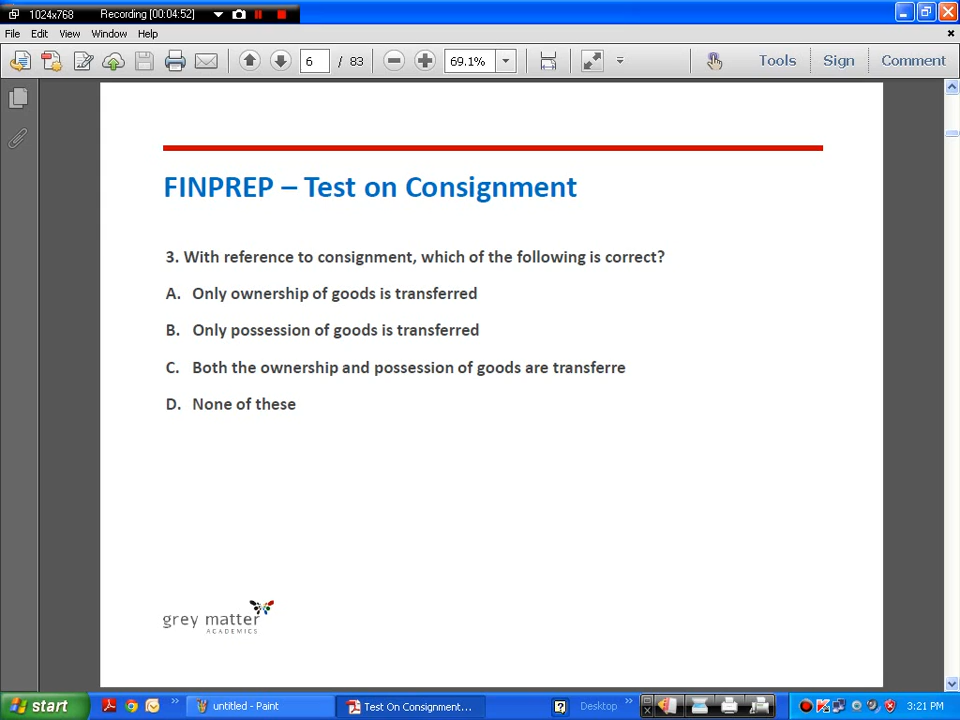 1024x768 Recording [00:04:52]
File Edit View Window Help
6 / 83 69.1% Tools Sign Comment
FINPREP – Test on Consignment
3. With reference to consignment, which of the following is correct?
A. Only ownership of goods is transferred
B. Only possession of goods is transferred
C. Both the ownership and possession of goods are transferre
D. None of these
grey matter
ACADEMICS
start untitled - Paint Test On Consignment... Desktop 3:21 PM